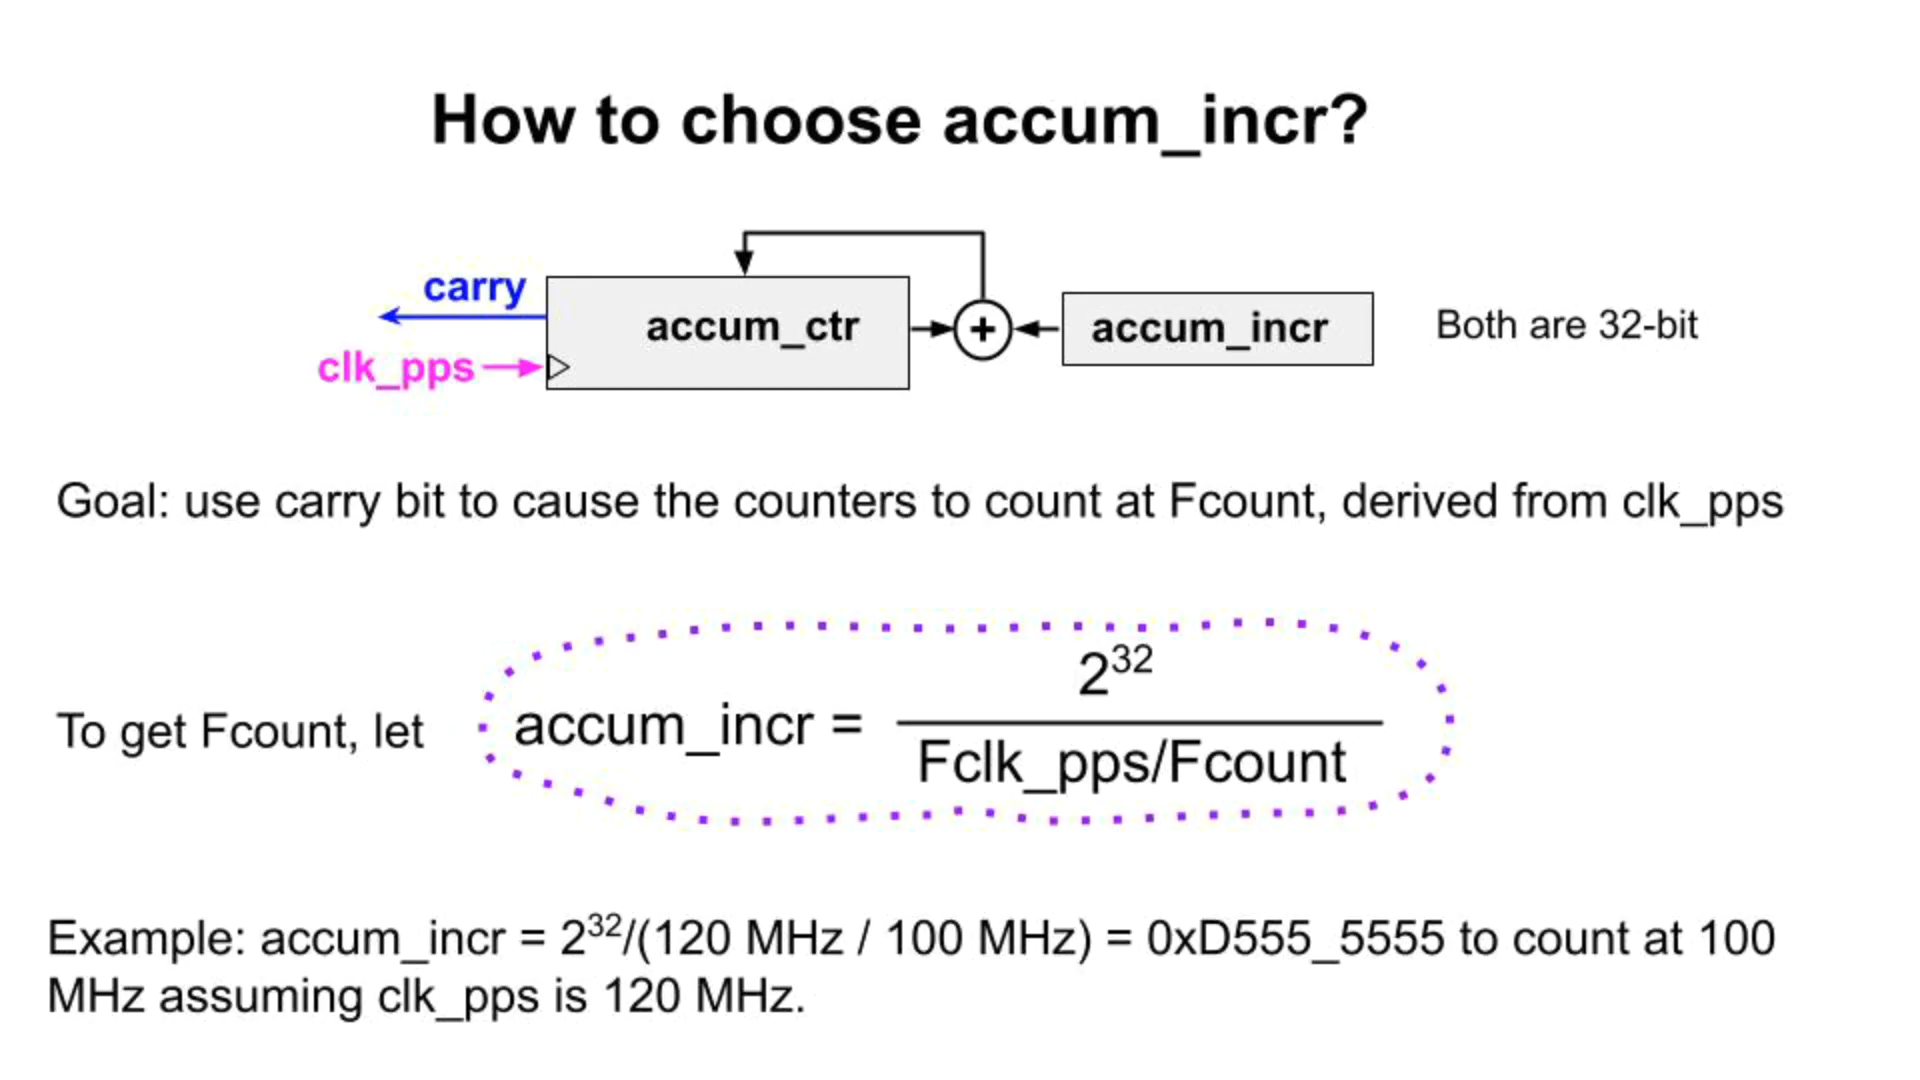 How to choose accum_incr?
carry
clk_pps
accum_ctr
+
accum_incr
Both are 32-bit
Goal: use carry bit to cause the counters to count at Fcount, derived from clk_pps
To get Fcount, let
accum_incr =
2³²
Fclk_pps/Fcount
Example: accum_incr = 2³²/(120 MHz / 100 MHz) = 0xD555_5555 to count at 100
MHz assuming clk_pps is 120 MHz.